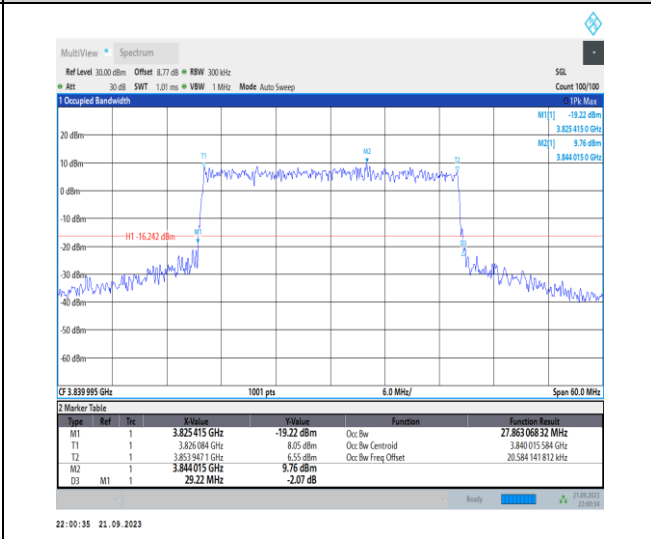 MultiView Spectrum
Ref Level 30.00 dBm Offset 8.77 dB RBW 300 kHz SGL
Att 30 dB SWT 1.01 ms VBW 1 MHz Mode Auto Sweep Count 100/100
1 Occupied Bandwidth 1Pk Max
M1[1] -19.22 dBm
3.825 415 0 GHz
20 dBm M2[1] 9.76 dBm
3.844 015 0 GHz
M2
T1 T2
10 dBm
0 dBm
-10 dBm
M1
H1 -16.242 dBm
D3
-20 dBm
-30 dBm
-40 dBm
-50 dBm
-60 dBm
CF 3.839 995 GHz 1001 pts 6.0 MHz/ Span 60.0 MHz
2 Marker Table
Type Ref Trc X-Value Y-Value Function Function Result
M1 1 3.825 415 GHz -19.22 dBm Occ Bw 27.863 068 32 MHz
T1 1 3.826 084 GHz 8.05 dBm Occ Bw Centroid 3.840 015 584 GHz
T2 1 3.853 947 1 GHz 6.55 dBm Occ Bw Freq Offset 20.584 141 812 kHz
M2 1 3.844 015 GHz 9.76 dBm
D3 M1 1 29.22 MHz -2.07 dB
Ready 21.09.2023
22:00:34
22:00:35 21.09.2023